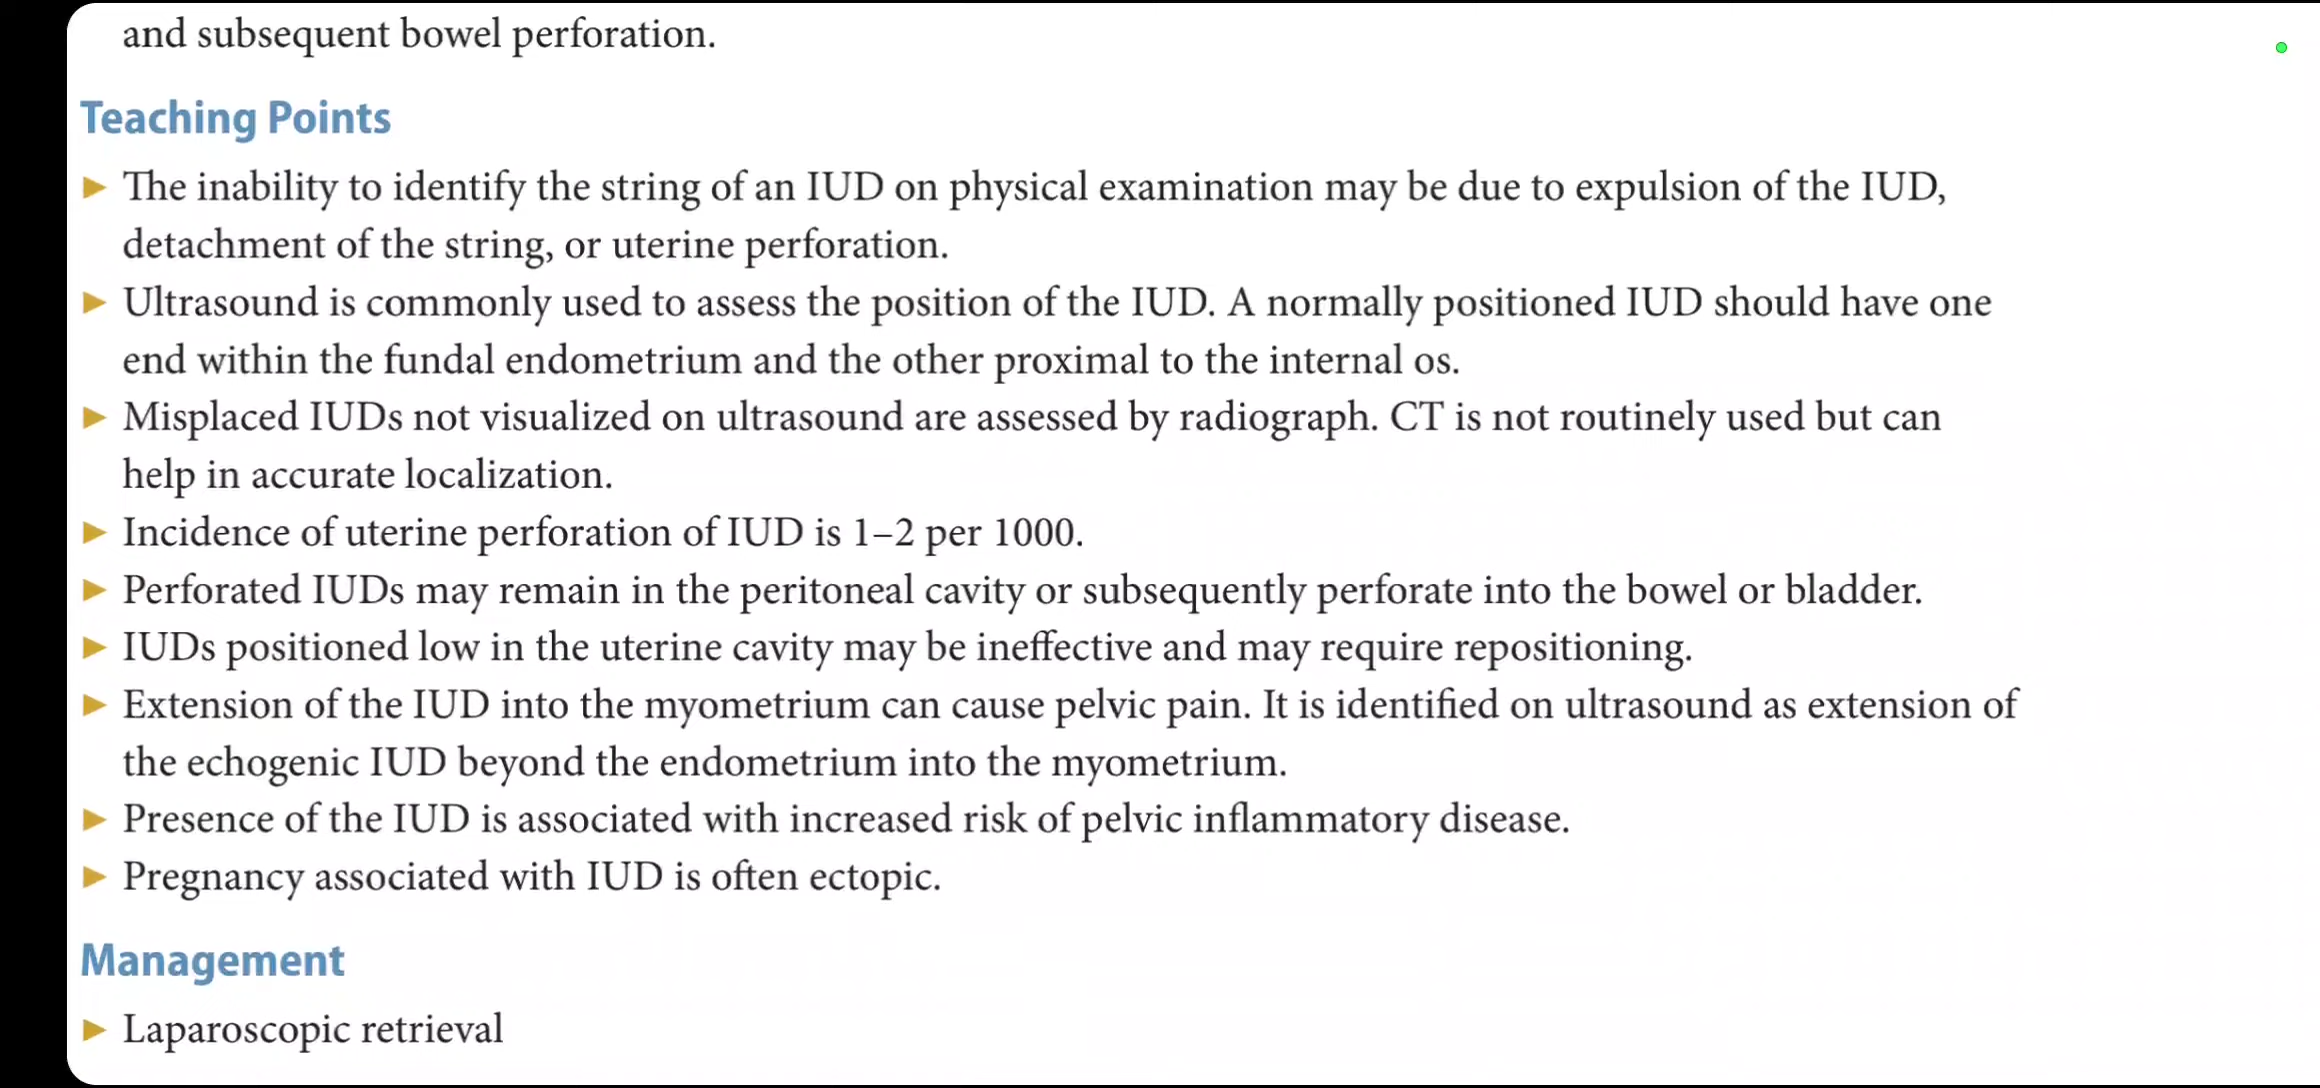 and subsequent bowel perforation.
Teaching Points
► The inability to identify the string of an IUD on physical examination may be due to expulsion of the IUD,
detachment of the string, or uterine perforation.
► Ultrasound is commonly used to assess the position of the IUD. A normally positioned IUD should have one
end within the fundal endometrium and the other proximal to the internal os.
► Misplaced IUDs not visualized on ultrasound are assessed by radiograph. CT is not routinely used but can
help in accurate localization.
► Incidence of uterine perforation of IUD is 1–2 per 1000.
► Perforated IUDs may remain in the peritoneal cavity or subsequently perforate into the bowel or bladder.
► IUDs positioned low in the uterine cavity may be ineffective and may require repositioning.
► Extension of the IUD into the myometrium can cause pelvic pain. It is identified on ultrasound as extension of
the echogenic IUD beyond the endometrium into the myometrium.
► Presence of the IUD is associated with increased risk of pelvic inflammatory disease.
► Pregnancy associated with IUD is often ectopic.
Management
► Laparoscopic retrieval